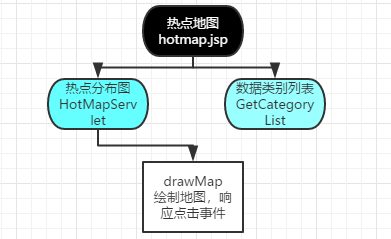 热点地图
hotmap.jsp
热点分布图
HotMapServ
let
数据类别列表
GetCategory
List
drawMap
绘制地图，响
应点击事件